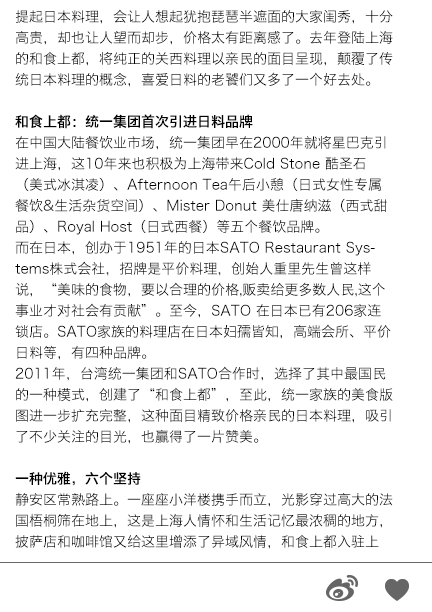 提起日本料理，会让人想起犹抱琵琶半遮面的大家闺秀，十分
高贵，却也让人望而却步，价格太有距离感了。去年登陆上海
的和食上都，将纯正的关西料理以亲民的面目呈现，颠覆了传
统日本料理的概念，喜爱日料的老饕们又多了一个好去处。
和食上都：统一集团首次引进日料品牌
在中国大陆餐饮业市场，统一集团早在2000年就将星巴克引
进上海，这10年来也积极为上海带来Cold Stone 酷圣石
（美式冰淇凌）、Afternoon Tea午后小憩（日式女性专属
餐饮&生活杂货空间）、Mister Donut 美仕唐纳滋（西式甜
品）、Royal Host（日式西餐）等五个餐饮品牌。
而在日本，创办于1951年的日本SATO Restaurant Sys-
tems株式会社，招牌是平价料理，创始人重里先生曾这样
说，“美味的食物，要以合理的价格,贩卖给更多数人民,这个
事业才对社会有贡献”。至今，SATO 在日本已有206家连
锁店。SATO家族的料理店在日本妇孺皆知，高端会所、平价
日料等，有四种品牌。
2011年，台湾统一集团和SATO合作时，选择了其中最国民
的一种模式，创建了“和食上都”，至此，统一家族的美食版
图进一步扩充完整，这种面目精致价格亲民的日本料理，吸引
了不少关注的目光，也赢得了一片赞美。
一种优雅，六个坚持
静安区常熟路上。一座座小洋楼携手而立，光影穿过高大的法
国梧桐筛在地上，这是上海人情怀和生活记忆最浓稠的地方，
披萨店和咖啡馆又给这里增添了异域风情，和食上都入驻上